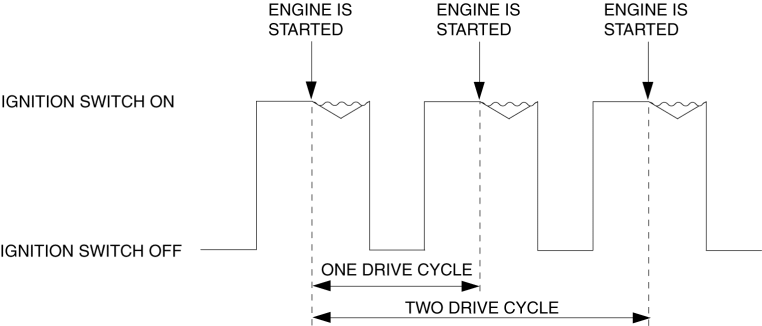 ENGINE IS
STARTED
ENGINE IS
STARTED
ENGINE IS
STARTED
IGNITION SWITCH ON
IGNITION SWITCH OFF
ONE DRIVE CYCLE
TWO DRIVE CYCLE